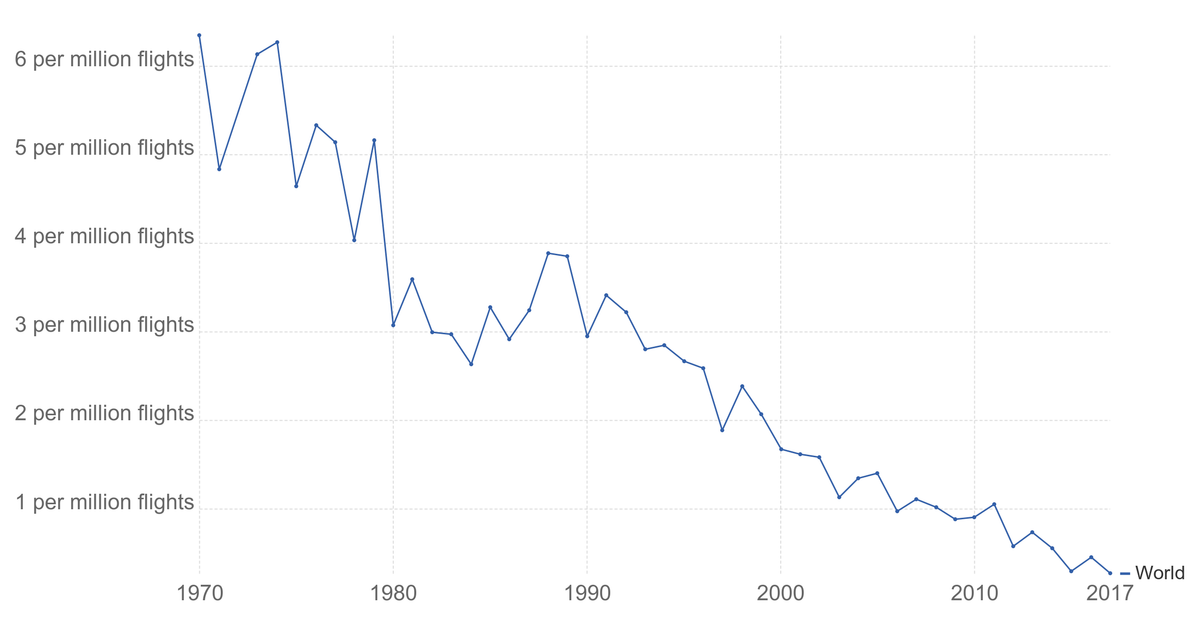 6 per million flights
5 per million flights
4 per million flights
3 per million flights
2 per million flights
1 per million flights
World
1970 1980 1990 2000 2010 2017